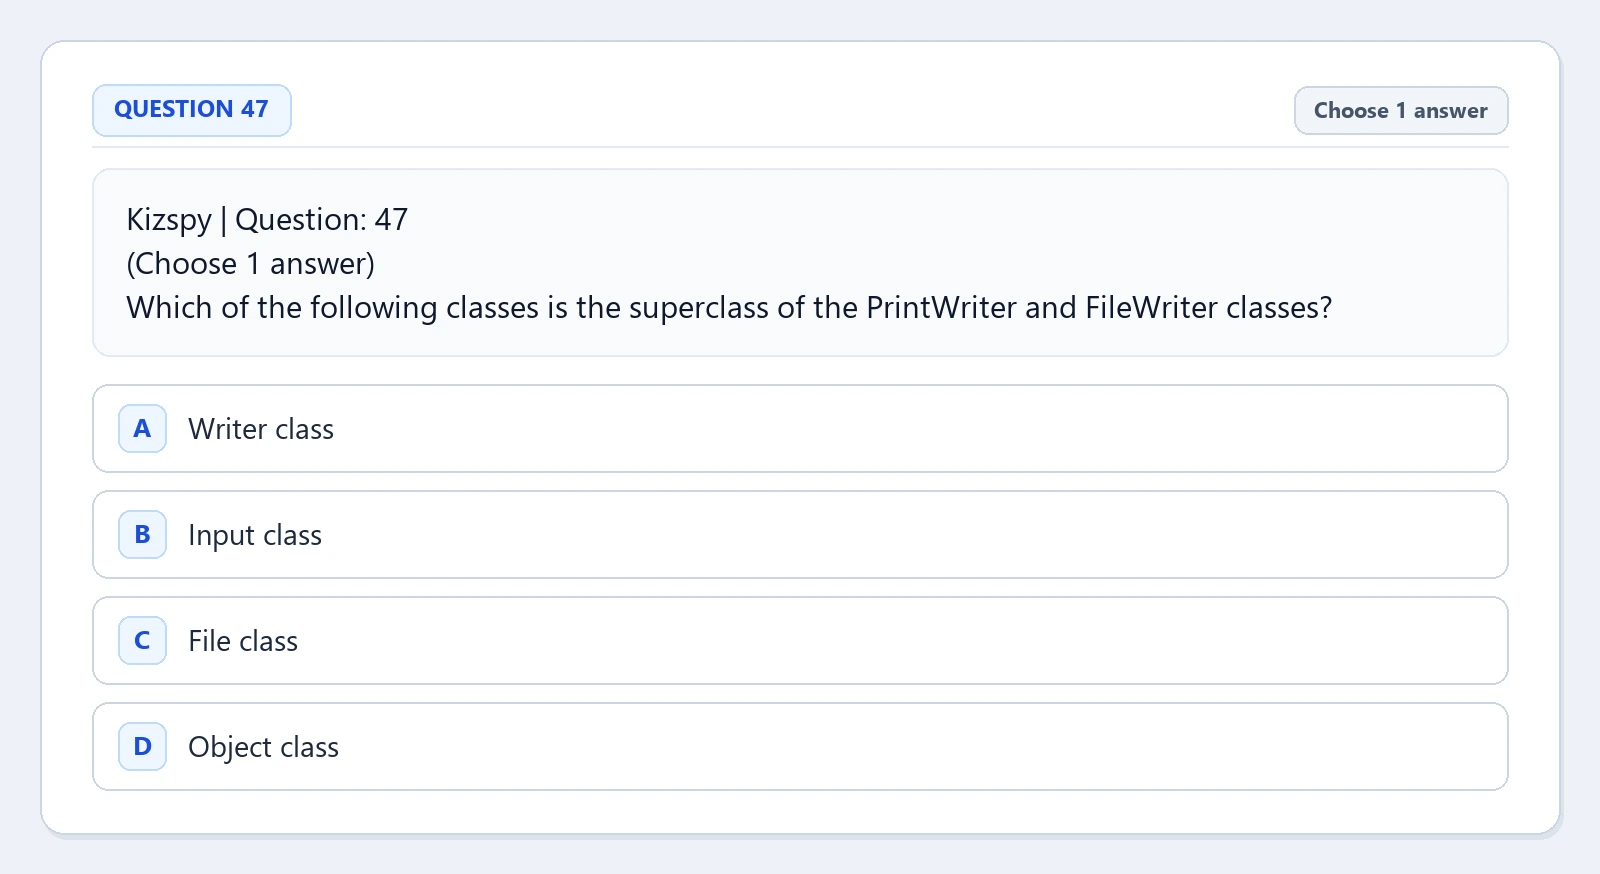 QUESTION 47
Choose 1 answer
Kizspy | Question: 47
(Choose 1 answer)
Which of the following classes is the superclass of the PrintWriter and FileWriter classes?
A Writer class
B Input class
C File class
D Object class